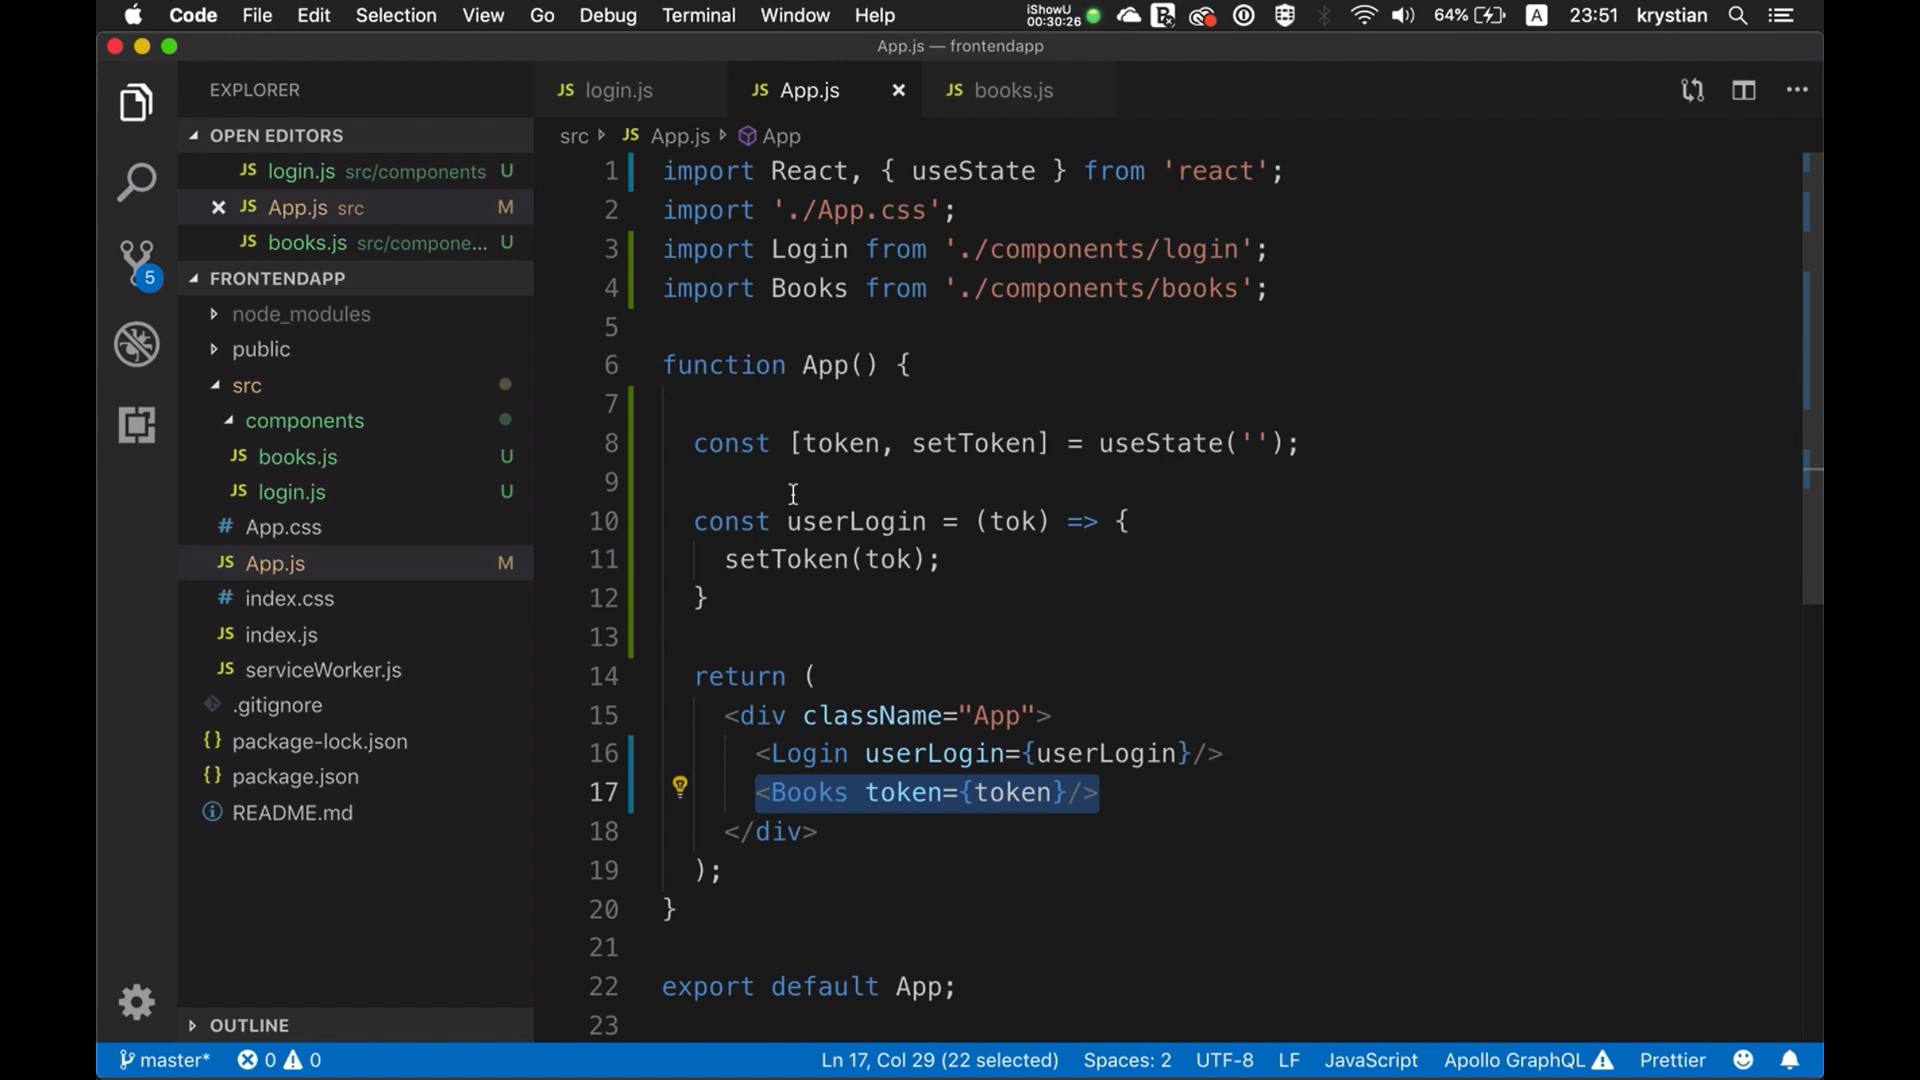 Code File Edit Selection View Go Debug Terminal Window Help iShowU 00:30:26 64% A 23:51 krystian
App.js — frontendapp
EXPLORER
OPEN EDITORS
JS login.js src/components U
JS App.js src M
JS books.js src/compone... U
FRONTENDAPP
node_modules
public
src
components
JS books.js U
JS login.js U
# App.css
JS App.js M
# index.css
JS index.js
JS serviceWorker.js
.gitignore
{} package-lock.json
{} package.json
README.md
OUTLINE
5
JS login.js JS App.js JS books.js
src JS App.js App
1 import React, { useState } from 'react';
2 import './App.css';
3 import Login from './components/login';
4 import Books from './components/books';
5
6 function App() {
7
8 const [token, setToken] = useState('');
9
10 const userLogin = (tok) => {
11 setToken(tok);
12 }
13
14 return (
15 <div className="App">
16 <Login userLogin={userLogin}/>
17 <Books token={token}/>
18 </div>
19 );
20 }
21
22 export default App;
23
master* 0 0 Ln 17, Col 29 (22 selected) Spaces: 2 UTF-8 LF JavaScript Apollo GraphQL Prettier